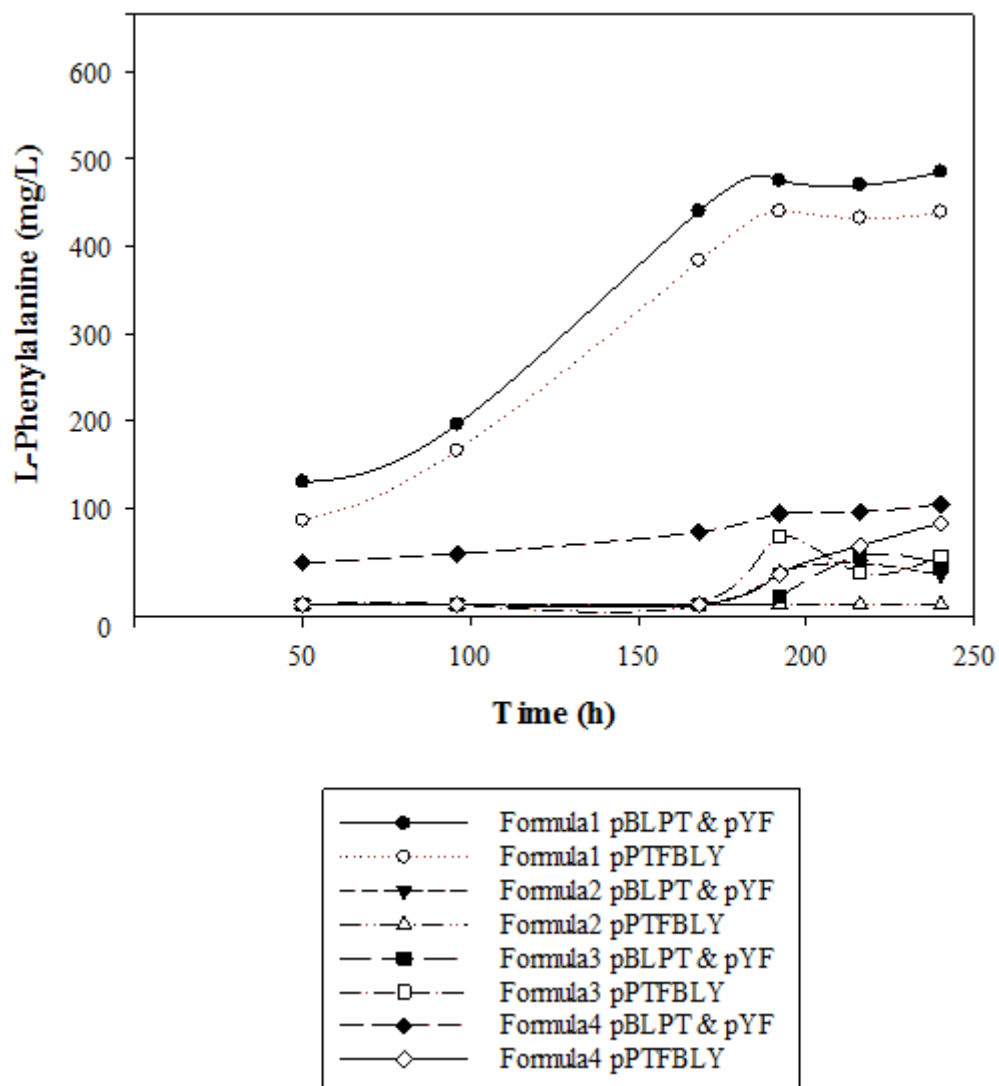 600
500
400
300
200
100
0
L-Phenylalanine (mg/L)
50 100 150 200 250
Time (h)
Formula1 pBLPT & pYF
Formula1 pPTFBLY
Formula2 pBLPT & pYF
Formula2 pPTFBLY
Formula3 pBLPT & pYF
Formula3 pPTFBLY
Formula4 pBLPT & pYF
Formula4 pPTFBLY